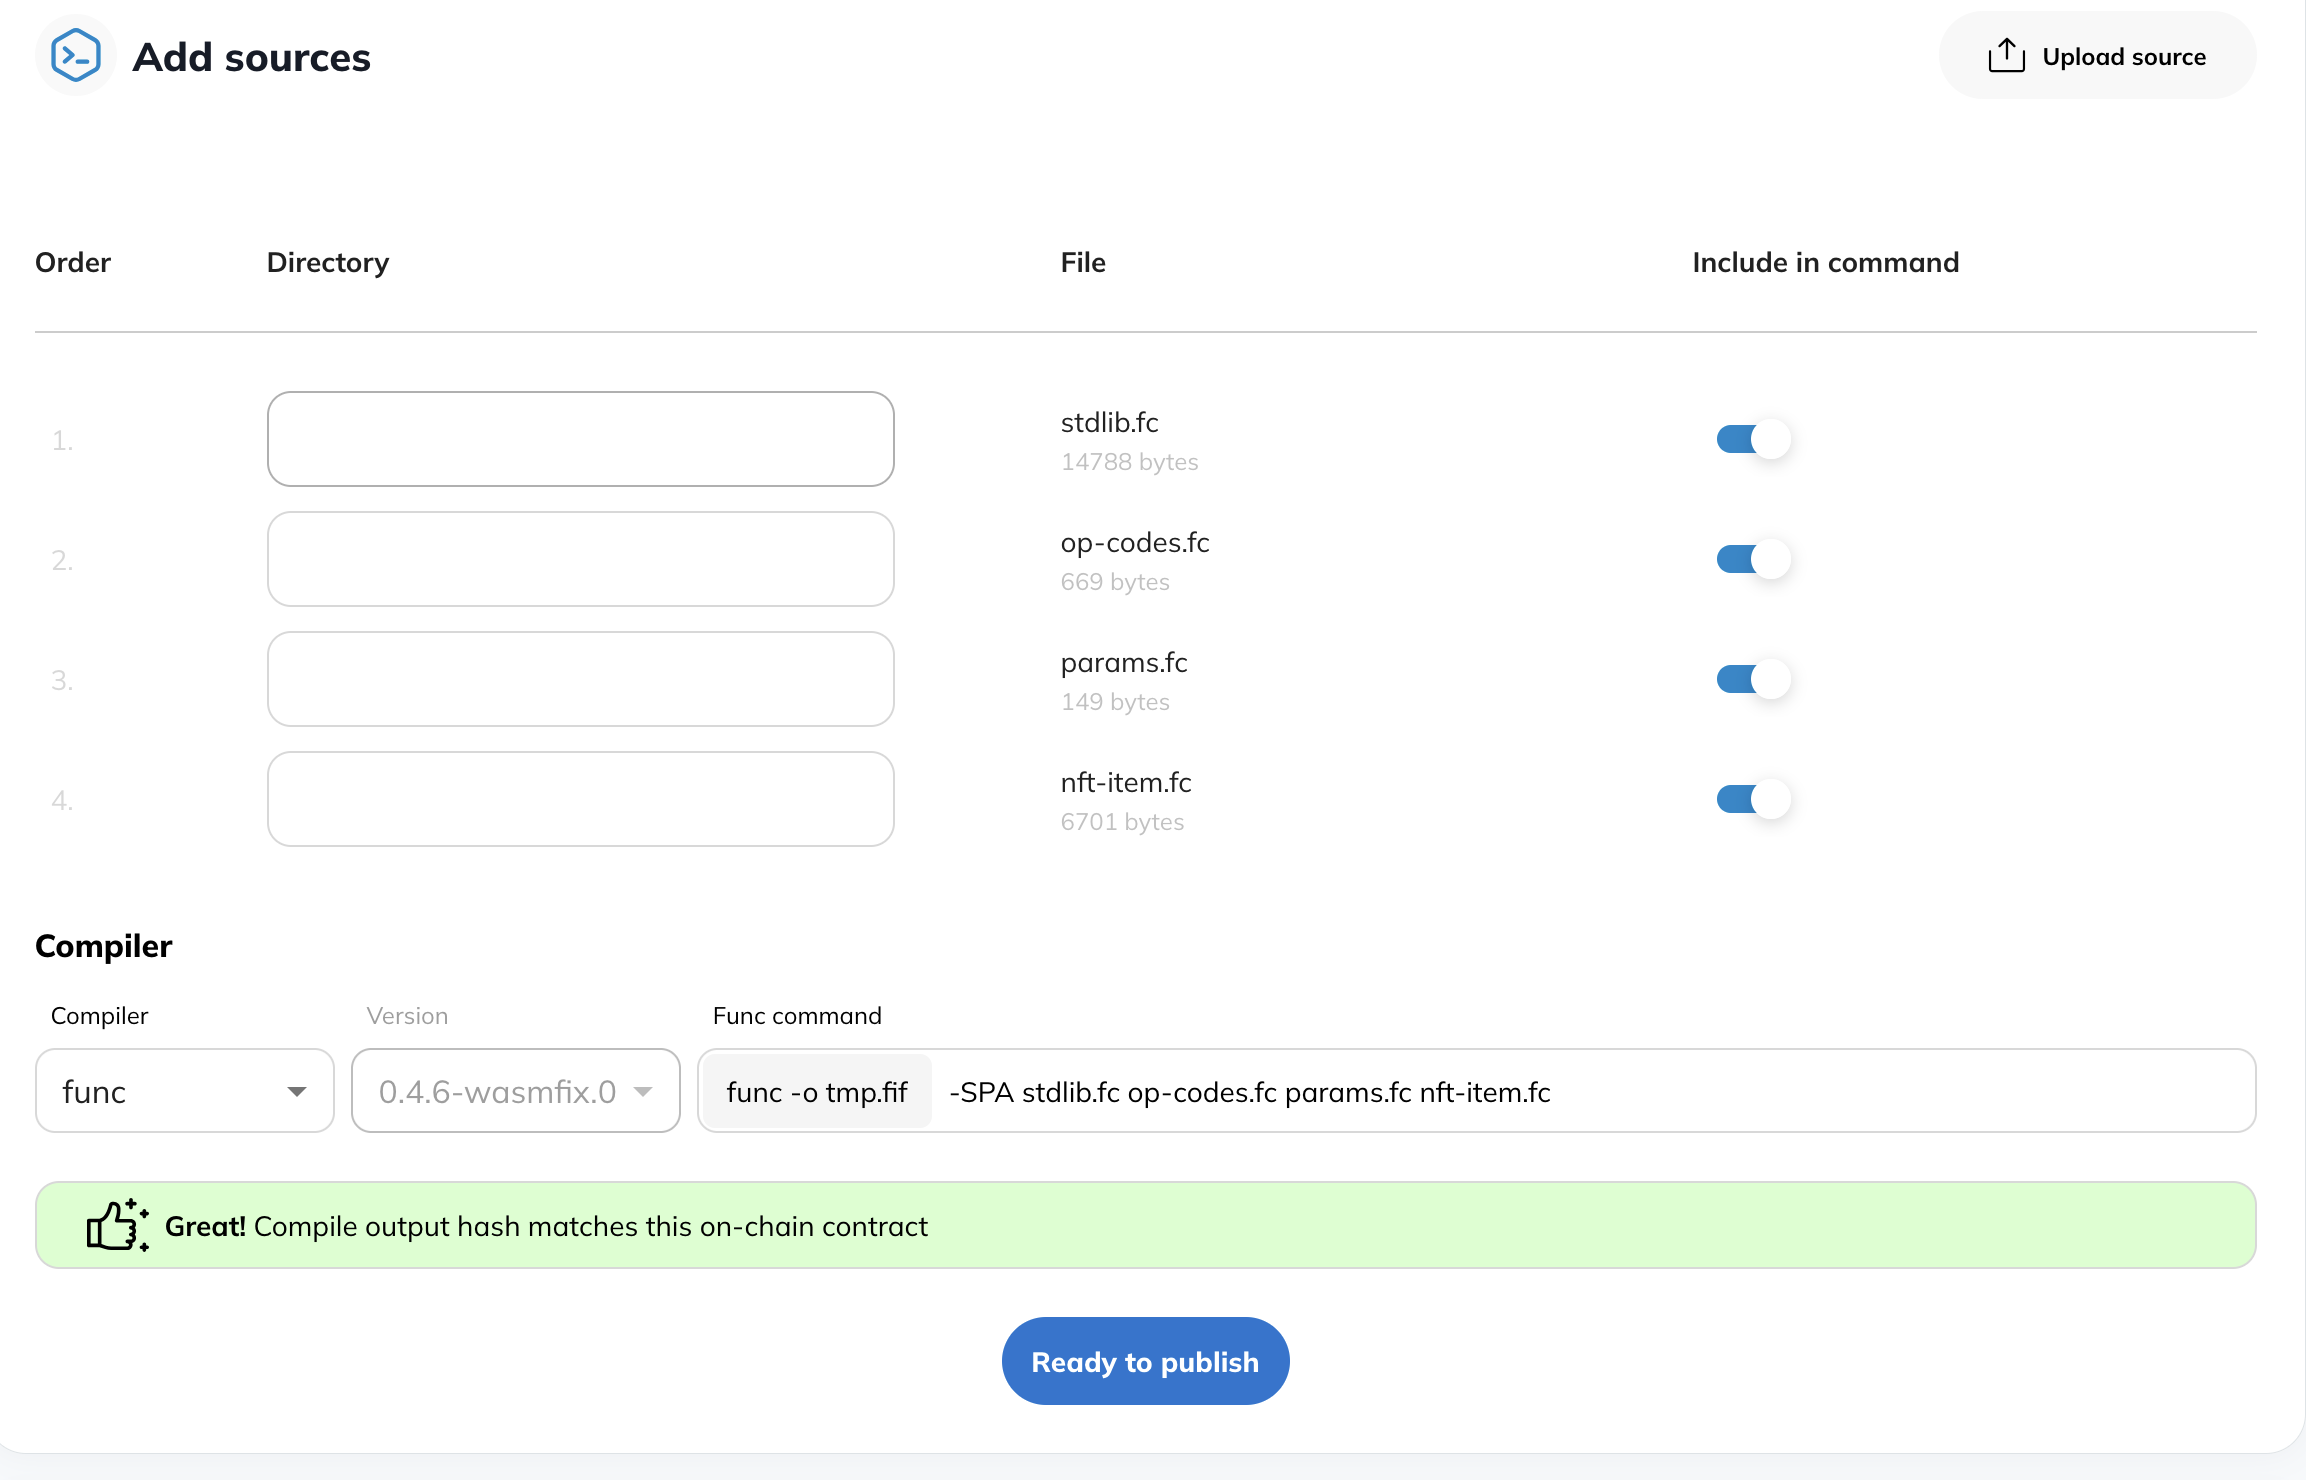 Add sources
Upload source
Order Directory File Include in command
1. stdlib.fc
14788 bytes
2. op-codes.fc
669 bytes
3. params.fc
149 bytes
4. nft-item.fc
6701 bytes
Compiler
Compiler Version Func command
func 0.4.6-wasmfix.0 func -o tmp.fif -SPA stdlib.fc op-codes.fc params.fc nft-item.fc
Great! Compile output hash matches this on-chain contract
Ready to publish